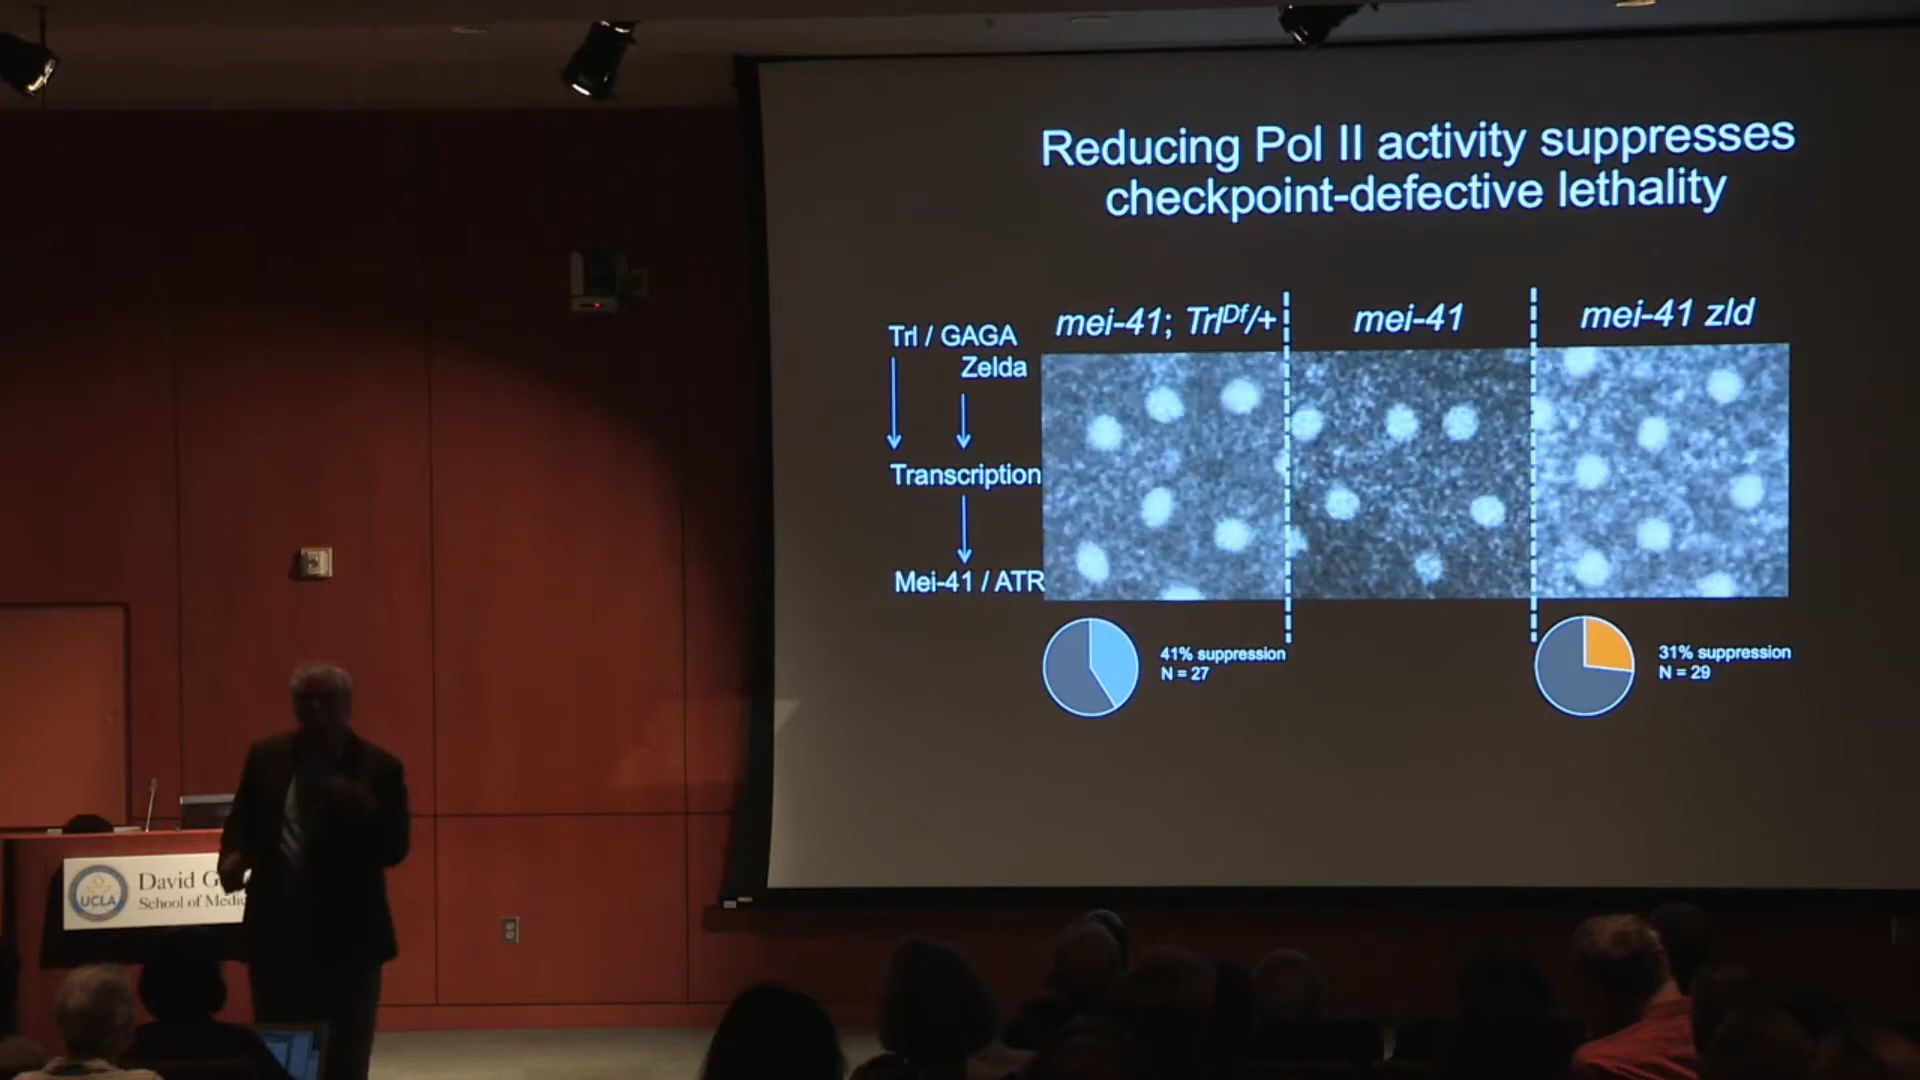 Reducing Pol II activity suppresses
checkpoint-defective lethality
mei-41; Trl^Df/+
mei-41
mei-41 zld
Trl / GAGA
Zelda
Transcription
Mei-41 / ATR
41% suppression
N = 27
31% suppression
N = 29
UCLA
David G
School of Medic